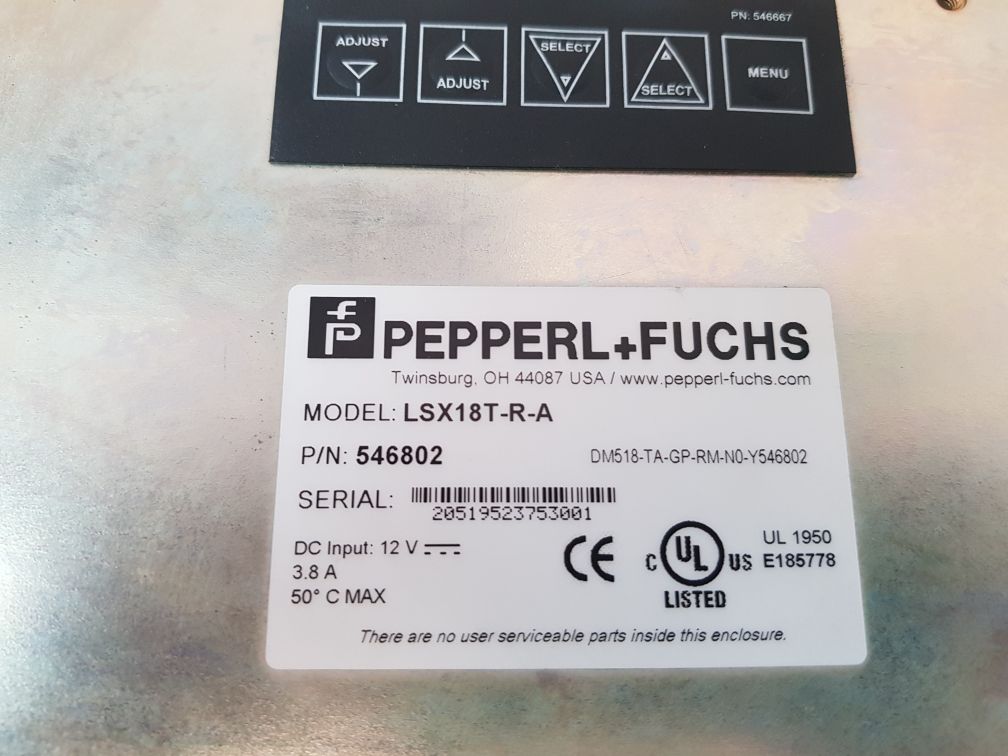 PN: 546667
ADJUST
ADJUST
SELECT
SELECT
MENU
fp PEPPERL+FUCHS
Twinsburg, OH 44087 USA / www.pepperl-fuchs.com
MODEL: LSX18T-R-A
P/N: 546802 DM518-TA-GP-RM-N0-Y546802
SERIAL:
20519523753001
DC Input: 12 V
3.8 A
50° C MAX
CE
C UL US
LISTED
UL 1950
E185778
There are no user serviceable parts inside this enclosure.